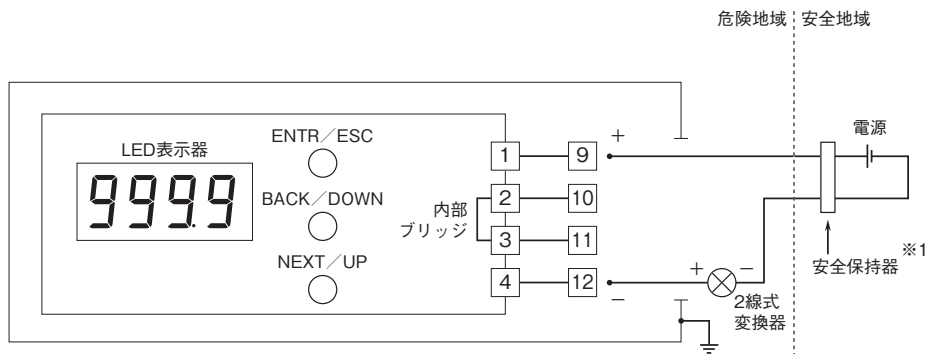 危険地域 安全地域
ENTR／ESC
LED表示器
999.9
BACK／DOWN
NEXT／UP
内部
ブリッジ
1 9 +
2 10
3 11
4 12 −
+ −
2線式
変換器
電源
安全保持器 ※1